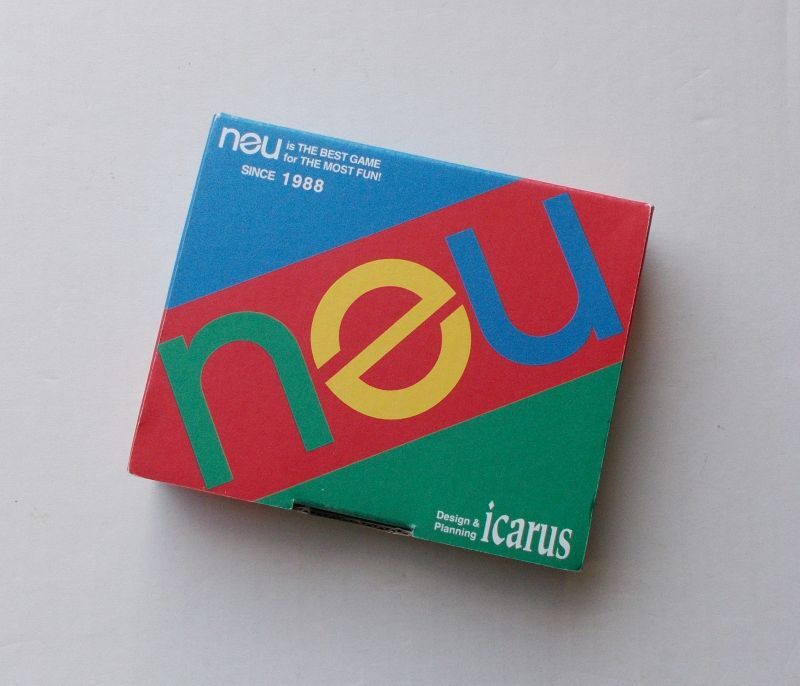 neu is THE BEST GAME
for THE MOST FUN!
SINCE 1988
neu
Design &
Planning icarus